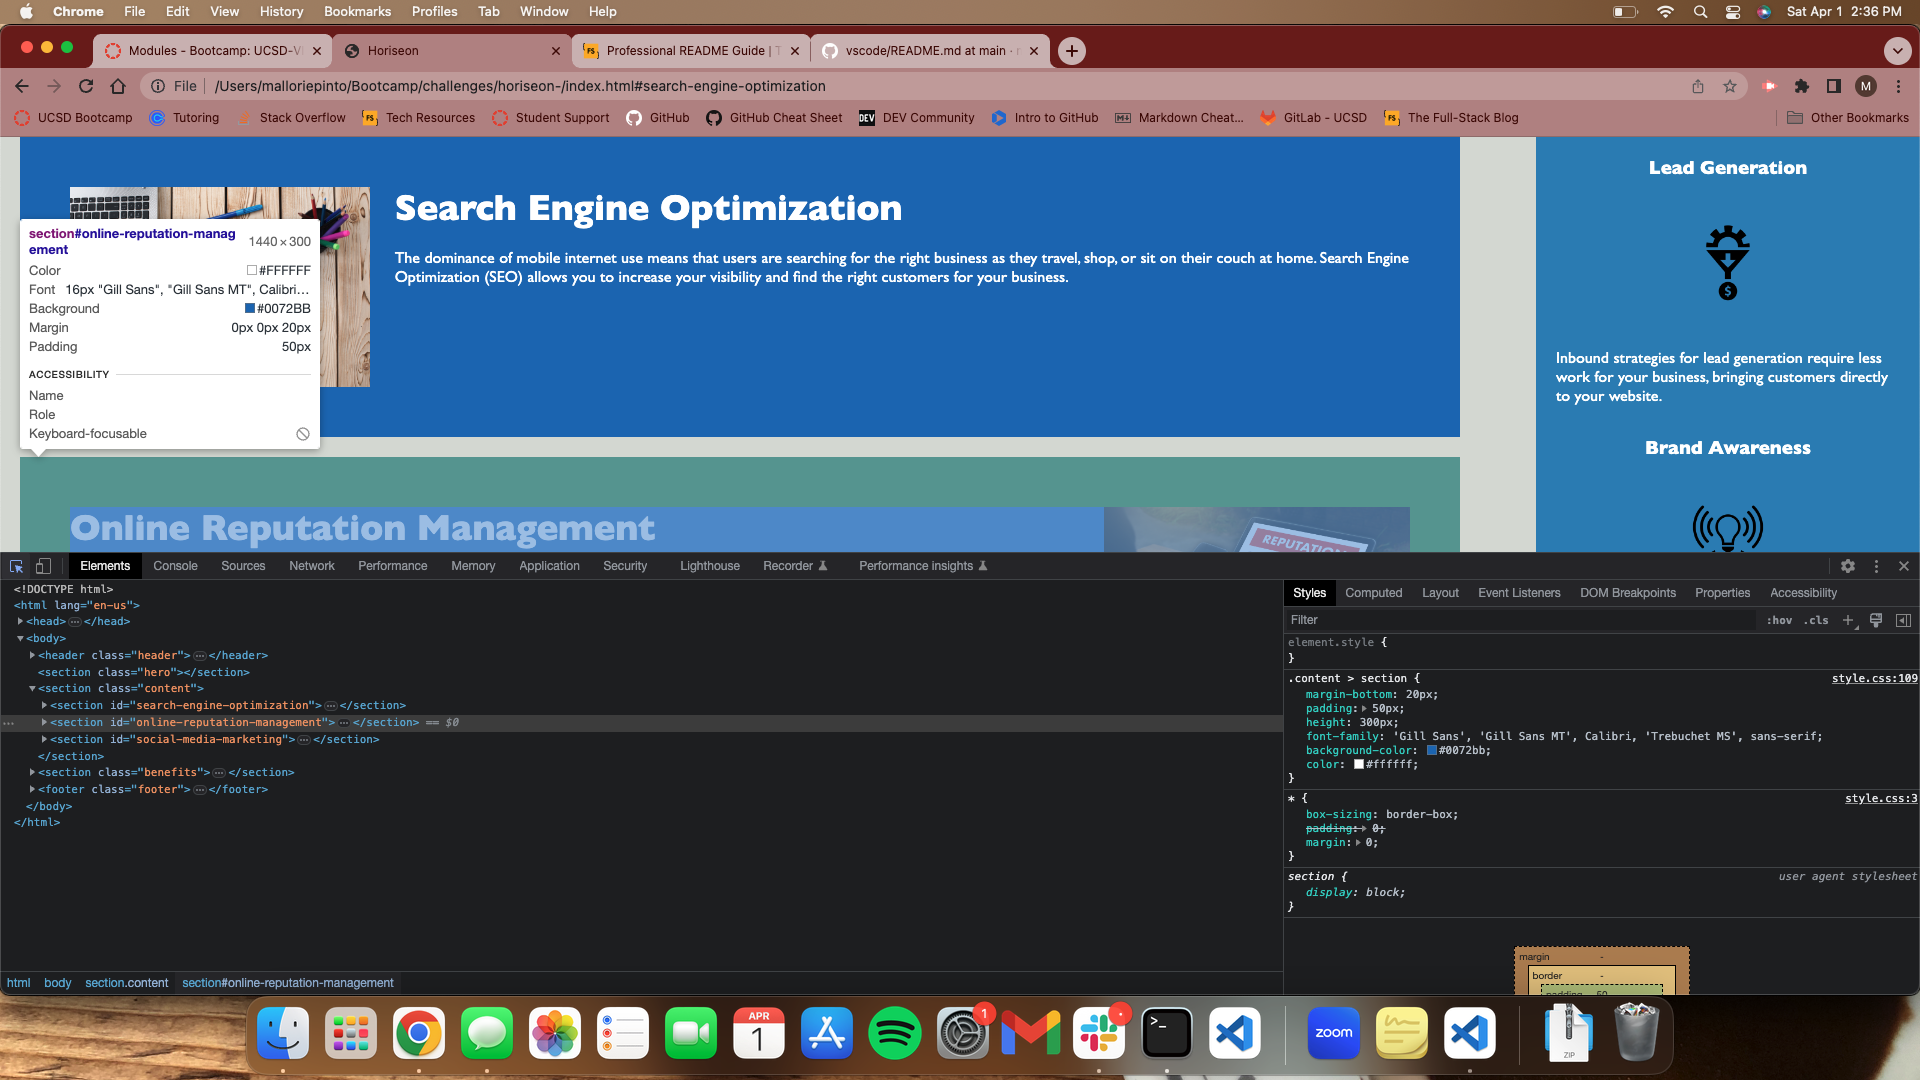 Chrome File Edit View History Bookmarks Profiles Tab Window Help Sat Apr 1 2:36 PM
Modules - Bootcamp: UCSD-V Horiseon Professional README Guide | vscode/README.md at main ·
File /Users/malloriepinto/Bootcamp/challenges/horiseon-/index.html#search-engine-optimization M
UCSD Bootcamp Tutoring Stack Overflow Tech Resources Student Support GitHub GitHub Cheat Sheet DEV Community Intro to GitHub Markdown Cheat... GitLab - UCSD The Full-Stack Blog Other Bookmarks
Search Engine Optimization
The dominance of mobile internet use means that users are searching for the right business as they travel, shop, or sit on their couch at home. Search Engine
Optimization (SEO) allows you to increase your visibility and find the right customers for your business.
section#online-reputation-manag
ement 1440 × 300
Color #FFFFFF
Font 16px "Gill Sans", "Gill Sans MT", Calibri...
Background #0072BB
Margin 0px 0px 20px
Padding 50px
ACCESSIBILITY
Name
Role
Keyboard-focusable
Online Reputation Management
Lead Generation
$
Inbound strategies for lead generation require less
work for your business, bringing customers directly
to your website.
Brand Awareness
Elements Console Sources Network Performance Memory Application Security Lighthouse Recorder Performance insights
<!DOCTYPE html>
<html lang="en-us">
<head> ⋯ </head>
<body>
<header class="header"> ⋯ </header>
<section class="hero"></section>
<section class="content">
<section id="search-engine-optimization"> ⋯ </section>
<section id="online-reputation-management"> ⋯ </section> == $0
<section id="social-media-marketing"> ⋯ </section>
</section>
<section class="benefits"> ⋯ </section>
<footer class="footer"> ⋯ </footer>
</body>
</html>
html body section.content section#online-reputation-management
Styles Computed Layout Event Listeners DOM Breakpoints Properties Accessibility
Filter :hov .cls +
element.style {
}
.content > section { style.css:109
margin-bottom: 20px;
padding: 50px;
height: 300px;
font-family: 'Gill Sans', 'Gill Sans MT', Calibri, 'Trebuchet MS', sans-serif;
background-color: #0072bb;
color: #ffffff;
}
* { style.css:3
box-sizing: border-box;
padding: 0;
margin: 0;
}
section { user agent stylesheet
display: block;
}
margin -
border -
padding 50
APR
1
1
zoom
ZIP